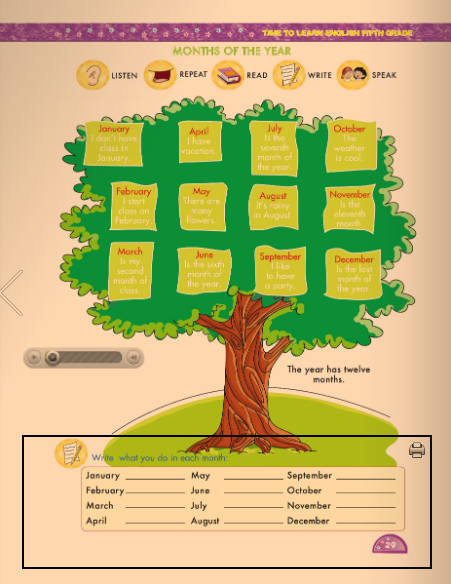 TIME TO LEARN ENGLISH FIFTH GRADE
MONTHS OF THE YEAR
LISTEN REPEAT READ WRITE SPEAK
January
I don't have
class in
January.
April
I have
vacation.
July
Is the
seventh
month of
the year.
October
The
weather
is cool.
February
I start
class on
February.
May
There are
many
flowers.
August
It's rainy
in August.
November
Is the
eleventh
month
March
Is my
second
month of
class.
June
Is the sixth
month of
the year.
September
I like
to have
a party.
December
Is the last
month of
the year
The year has twelve
months.
Write what you do in each month:
January ________ May ________ September ________
February ________ June ________ October ________
March ________ July ________ November ________
April ________ August ________ December ________
29